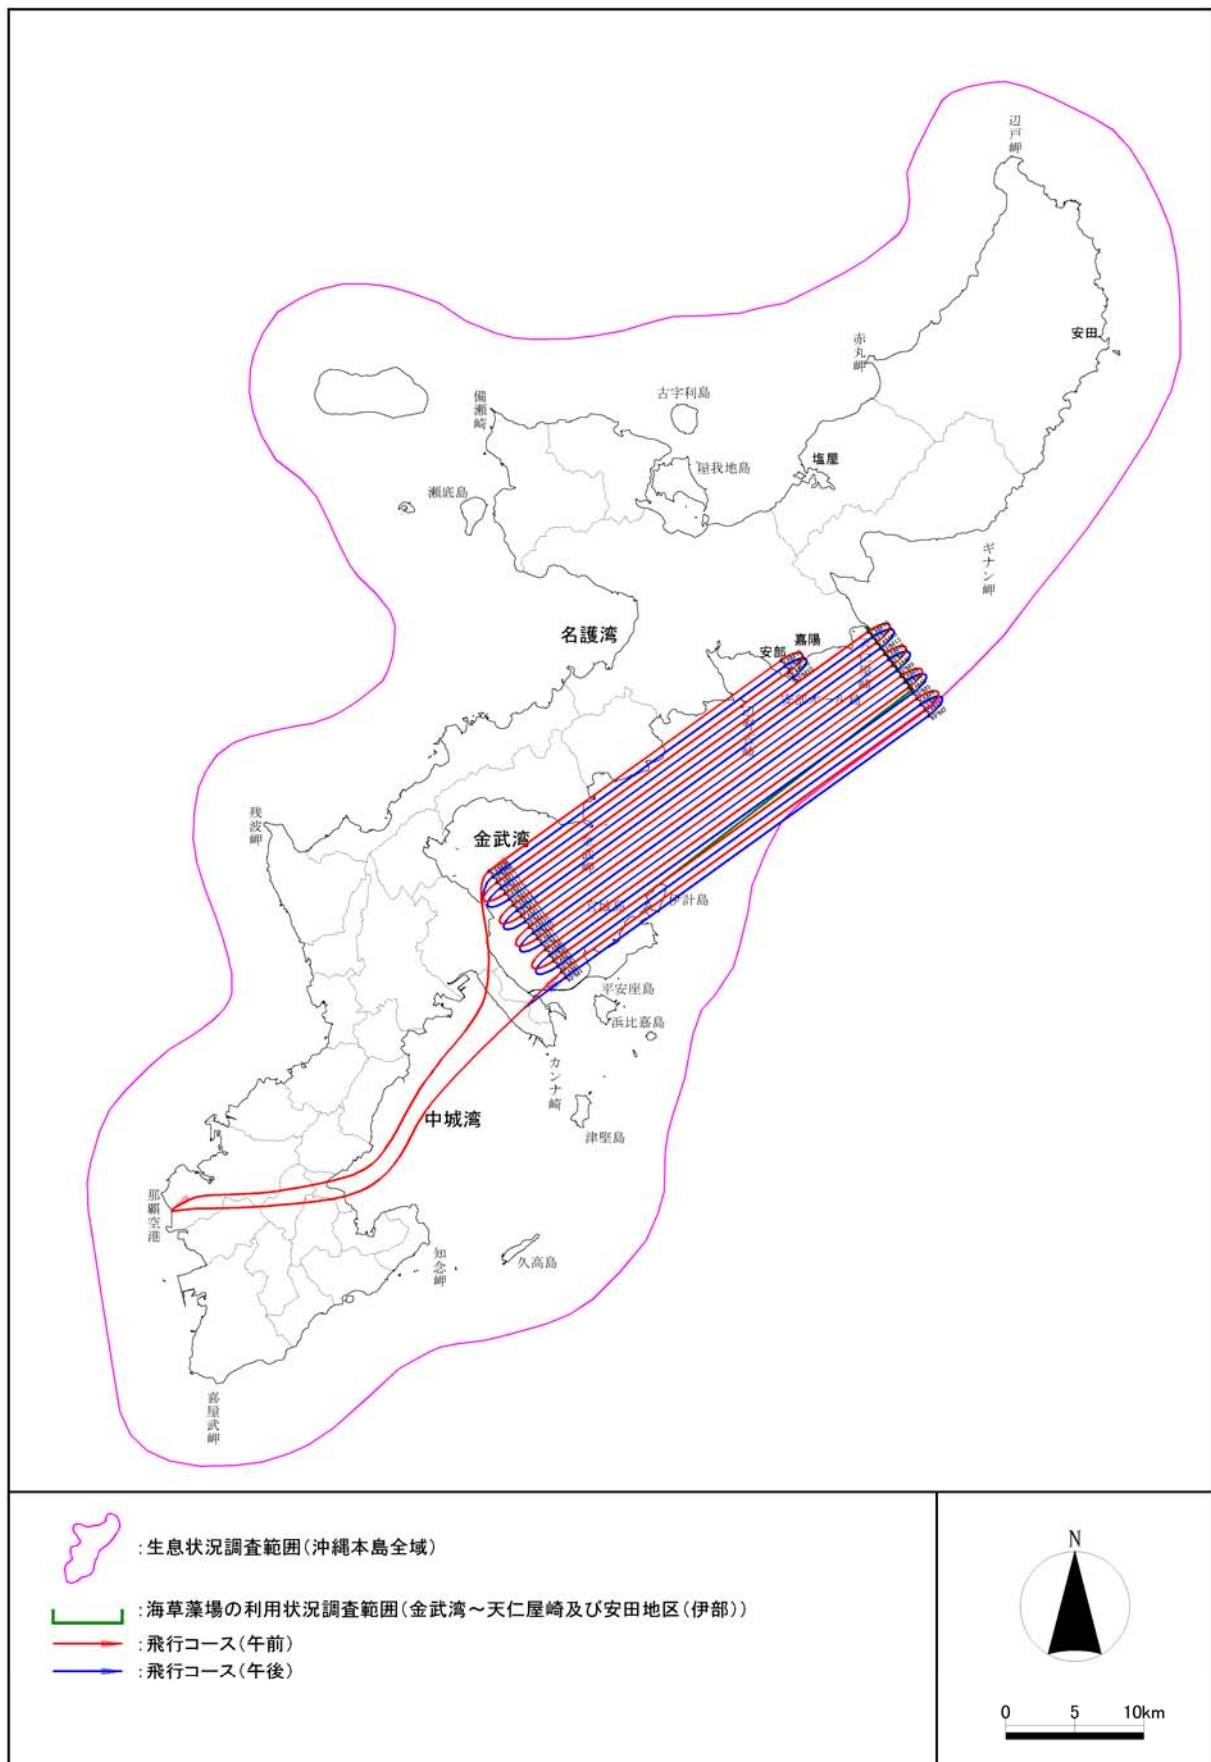 辺戸岬
安田
赤丸岬
備瀬崎
古宇利島
塩屋
屋我地島
瀬底島
ギナン岬
名護湾
嘉陽
安部
残波岬
金武湾
伊計島
平安座島
浜比嘉島
カンナ崎
中城湾
津堅島
那覇空港
知念岬
久高島
喜屋武岬
:生息状況調査範囲(沖縄本島全域)
:海草藻場の利用状況調査範囲(金武湾～天仁屋崎及び安田地区(伊部))
:飛行コース(午前)
:飛行コース(午後)
N
0 5 10km